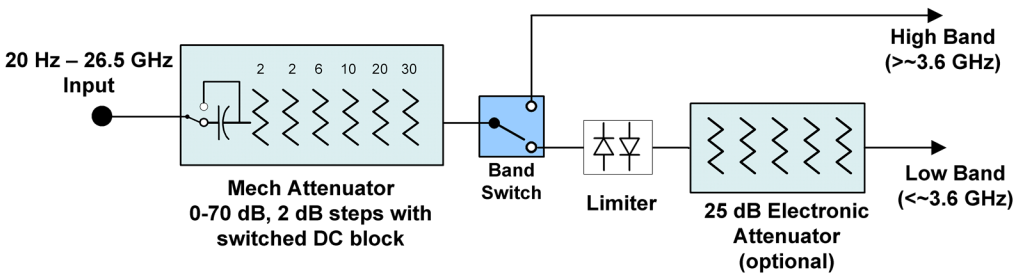 20 Hz – 26.5 GHz
Input
2 2 6 10 20 30
Mech Attenuator
0-70 dB, 2 dB steps with
switched DC block
Band
Switch
Limiter
25 dB Electronic
Attenuator
(optional)
High Band
(>~3.6 GHz)
Low Band
(<~3.6 GHz)